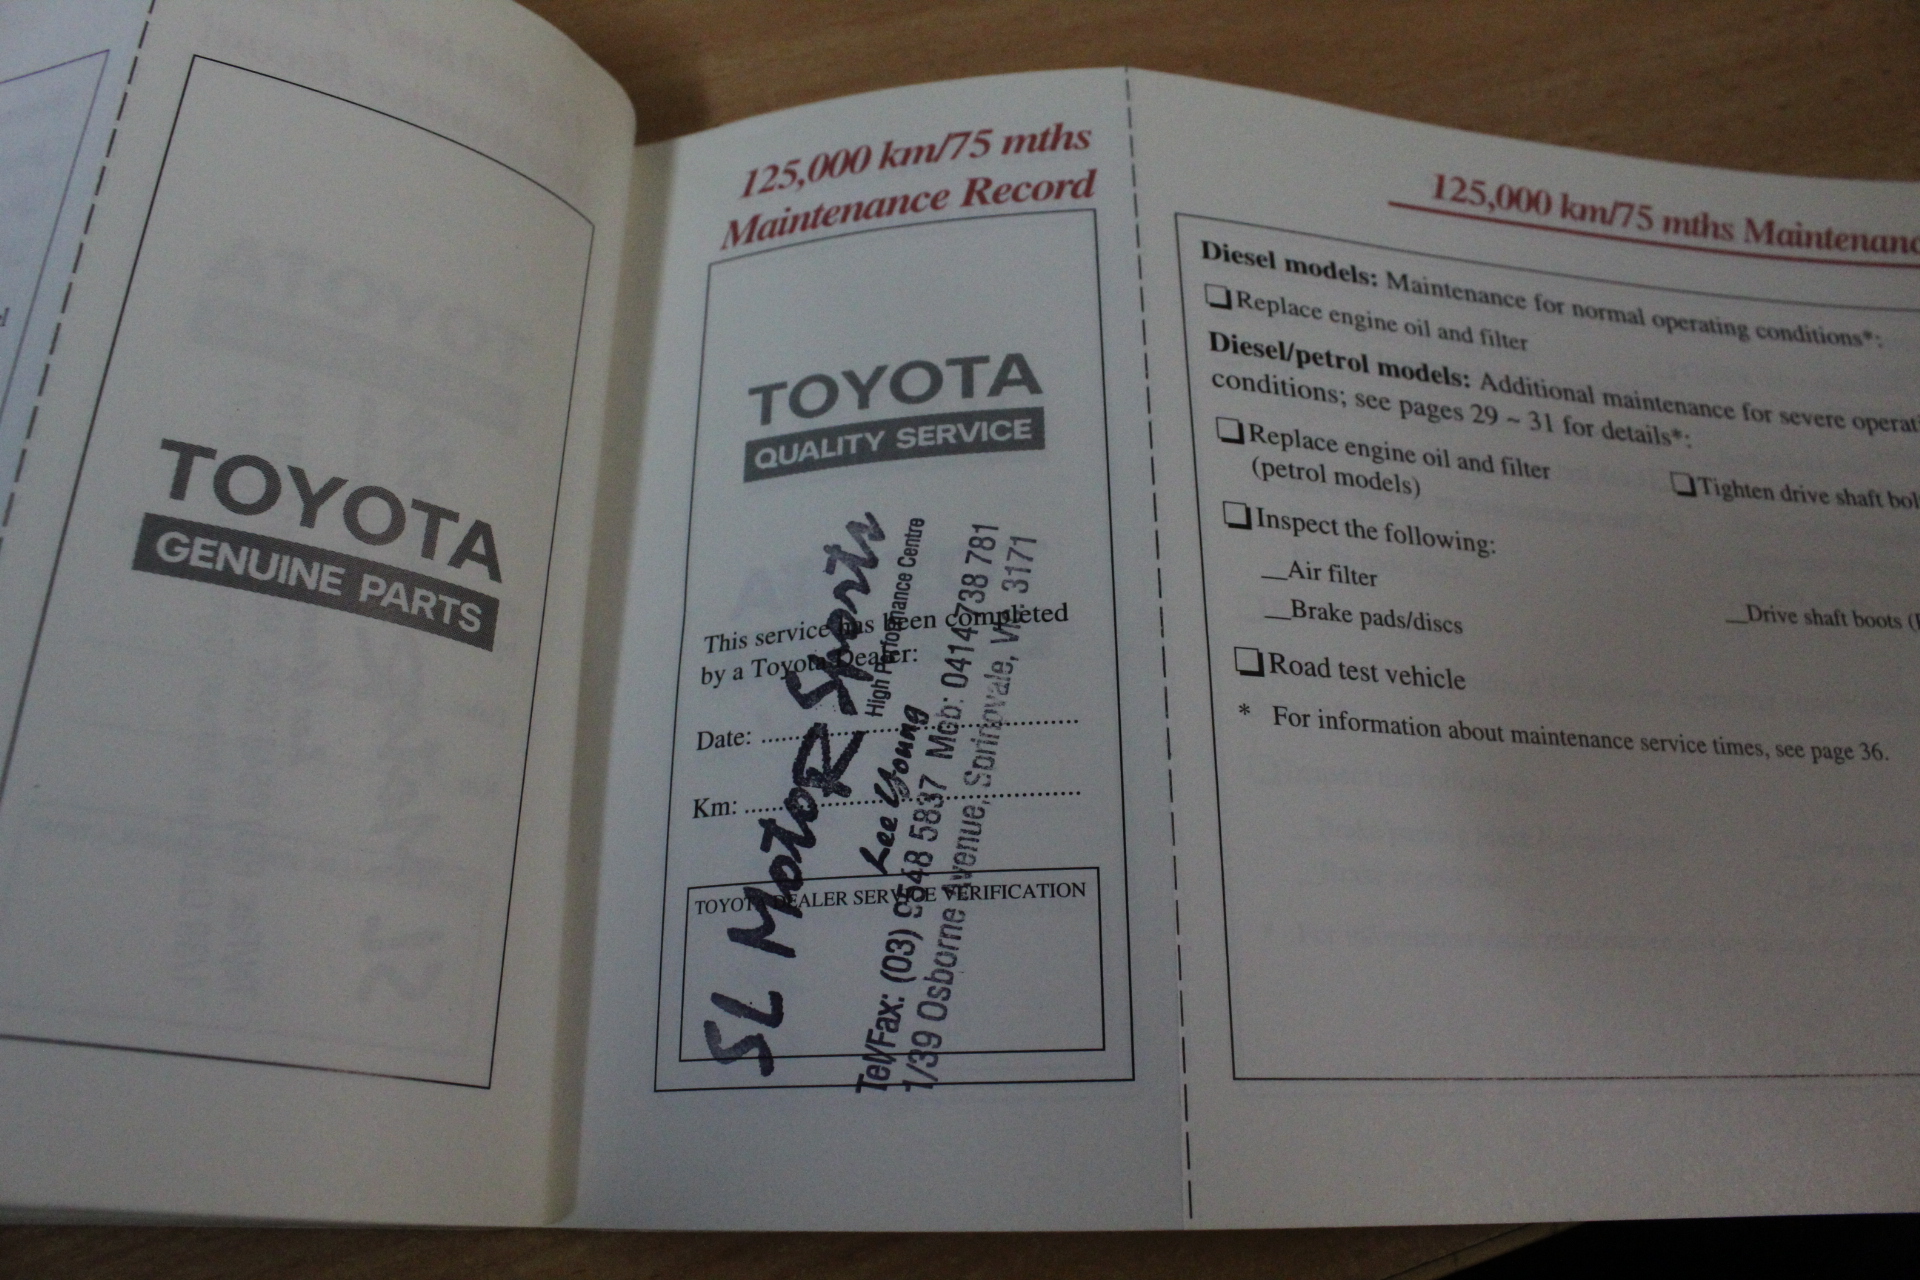 TOYOTA
GENUINE PARTS
125,000 km/75 mths
Maintenance Record
TOYOTA
QUALITY SERVICE
This service has been completed
by a Toyota Dealer:
Date:
Km:
TOYOTA DEALER SERVICE VERIFICATION
SL MotoR Sports
High Performance Centre
Lee Young
Tel/Fax: (03) 9548 5837 Mob: 0414 738 781
1/39 Osborne Avenue, Springvale, Vic 3171
125,000 km/75 mths Maintenanc
Diesel models: Maintenance for normal operating conditions*:
Replace engine oil and filter
Diesel/petrol models: Additional maintenance for severe operat
conditions; see pages 29 ~ 31 for details*:
Replace engine oil and filter
(petrol models)
Tighten drive shaft bol
Inspect the following:
Air filter
Brake pads/discs
Drive shaft boots (
Road test vehicle
* For information about maintenance service times, see page 36.